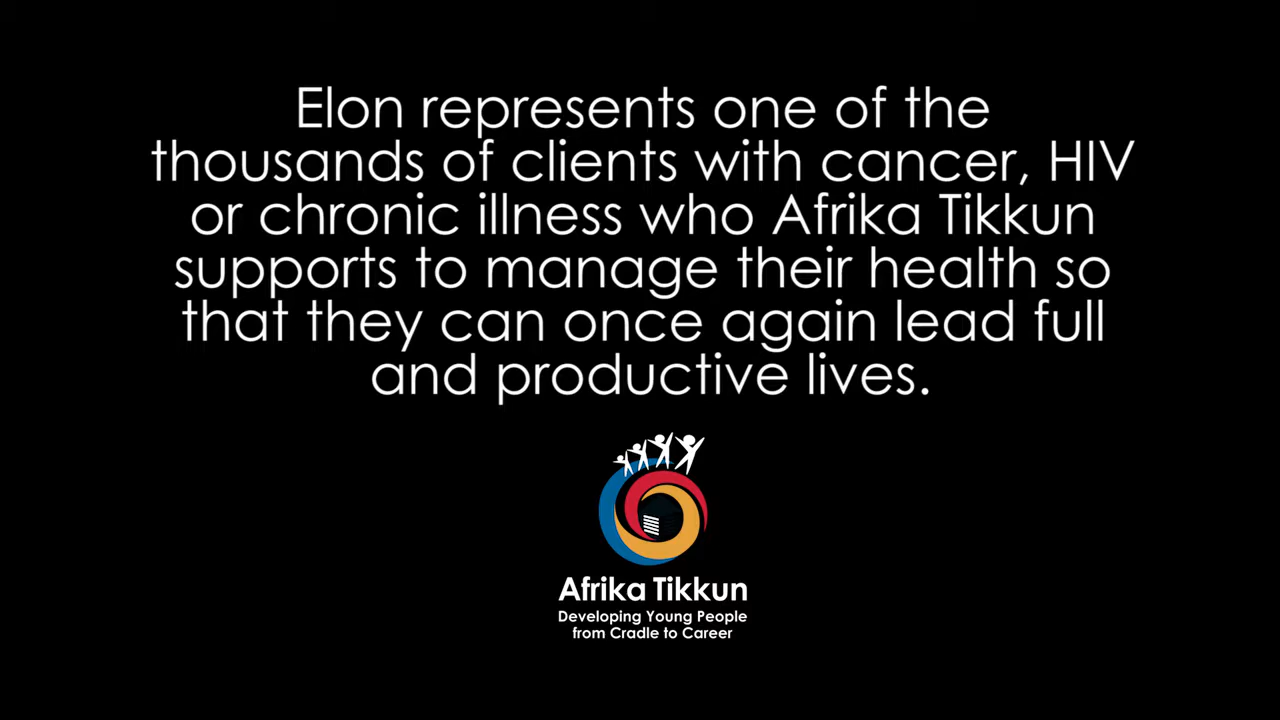 Elon represents one of the
thousands of clients with cancer, HIV
or chronic illness who Afrika Tikkun
supports to manage their health so
that they can once again lead full
and productive lives.
Afrika Tikkun
Developing Young People
from Cradle to Career